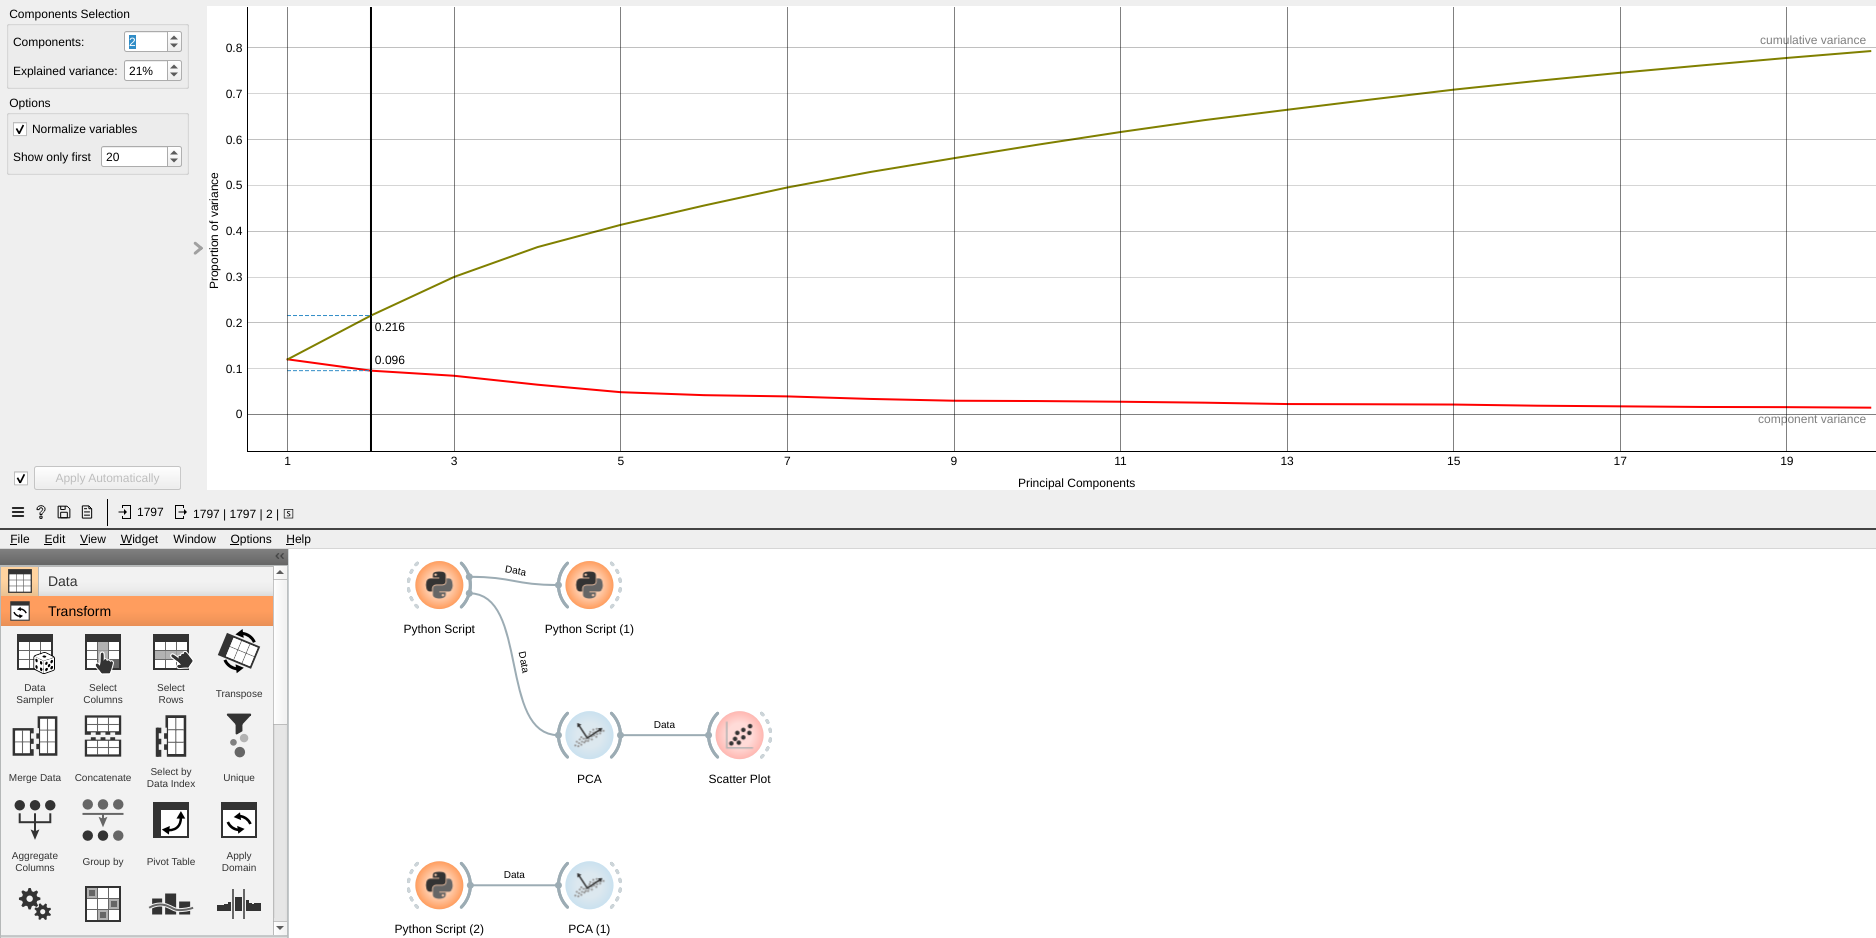 Components Selection
Components: 2
Explained variance: 21%
Options
Normalize variables
Show only first 20
Apply Automatically
Proportion of variance
0.8
0.7
0.6
0.5
0.4
0.3
0.2
0.1
0
cumulative variance
0.216
0.096
component variance
1 3 5 7 9 11 13 15 17 19
Principal Components
? 1797 1797 | 1797 | 2 | S
File Edit View Widget Window Options Help
Data
Transform
Data Sampler
Select Columns
Select Rows
Transpose
Merge Data
Concatenate
Select by Data Index
Unique
Aggregate Columns
Group by
Pivot Table
Apply Domain
Data
Python Script
Python Script (1)
Data
Data
PCA
Scatter Plot
Data
Python Script (2)
PCA (1)